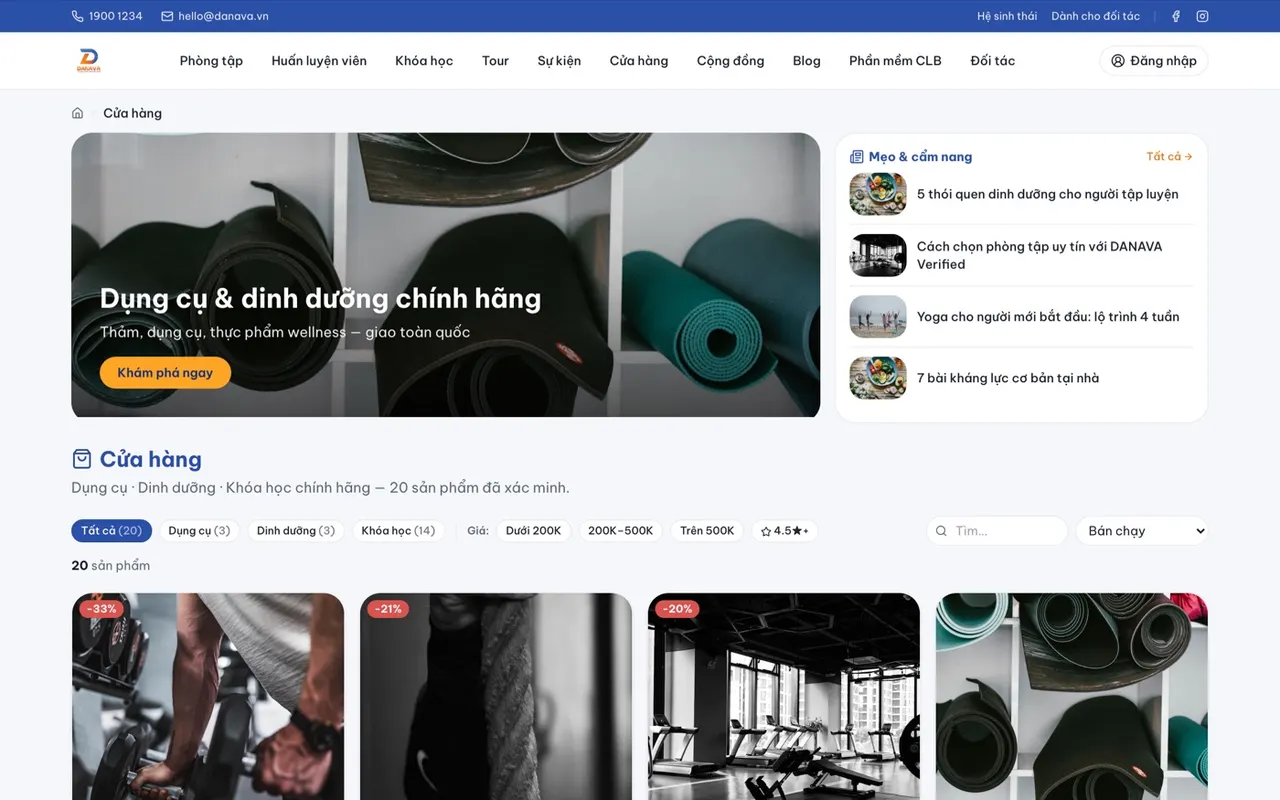 1900 1234
hello@danava.vn
Hệ sinh thái
Dành cho đối tác
DANAVA
Phòng tập
Huấn luyện viên
Khóa học
Tour
Sự kiện
Cửa hàng
Cộng đồng
Blog
Phần mềm CLB
Đối tác
Đăng nhập
Cửa hàng
Dụng cụ & dinh dưỡng chính hãng
Thảm, dụng cụ, thực phẩm wellness — giao toàn quốc
Khám phá ngay
Mẹo & cẩm nang
Tất cả →
5 thói quen dinh dưỡng cho người tập luyện
Cách chọn phòng tập uy tín với DANAVA
Verified
Yoga cho người mới bắt đầu: lộ trình 4 tuần
7 bài kháng lực cơ bản tại nhà
Cửa hàng
Dụng cụ · Dinh dưỡng · Khóa học chính hãng — 20 sản phẩm đã xác minh.
Tất cả (20)
Dụng cụ (3)
Dinh dưỡng (3)
Khóa học (14)
Giá:
Dưới 200K
200K–500K
Trên 500K
4.5★+
Tìm...
Bán chạy
20 sản phẩm
-33%
-21%
-20%